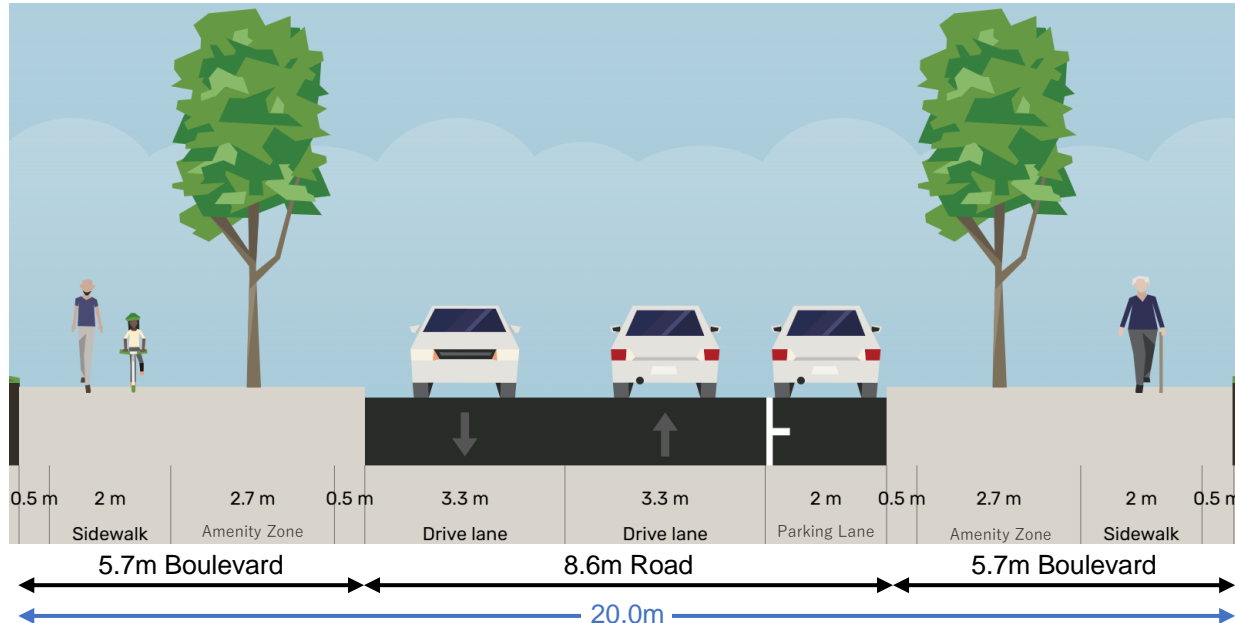 0.5 m 2 m 2.7 m 0.5 m 3.3 m 3.3 m 2 m 0.5 m 2.7 m 2 m 0.5 m
Sidewalk Amenity Zone Drive lane Drive lane Parking Lane Amenity Zone Sidewalk
5.7m Boulevard 8.6m Road 5.7m Boulevard
20.0m